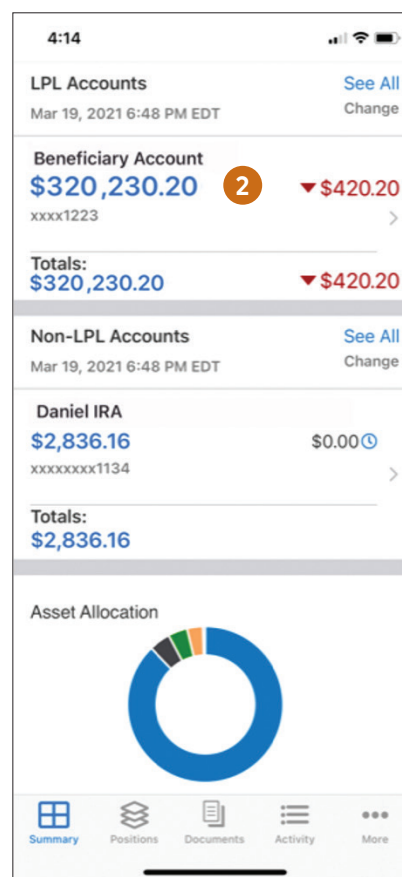 4:14
LPL Accounts See All
Mar 19, 2021 6:48 PM EDT Change
Beneficiary Account
$320,230.20 2 ▼$420.20
xxxx1223
Totals:
$320,230.20 ▼$420.20
Non-LPL Accounts See All
Mar 19, 2021 6:48 PM EDT Change
Daniel IRA
$2,836.16 $0.00
xxxxxxxx1134
Totals:
$2,836.16
Asset Allocation
Summary Positions Documents Activity More